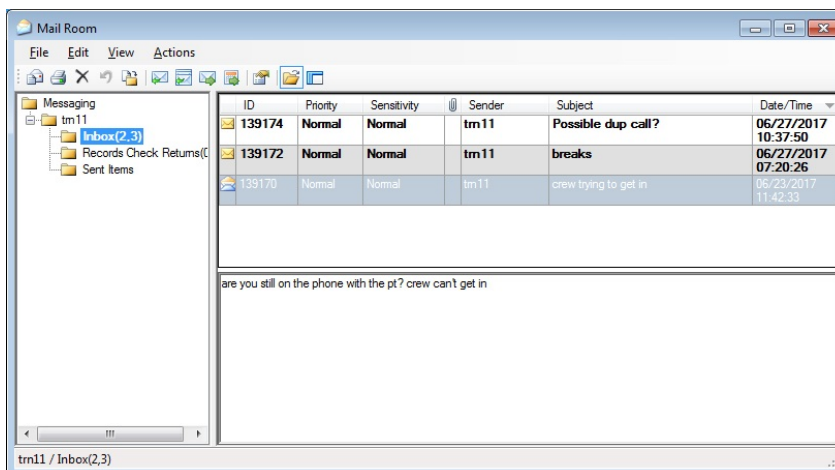 Mail Room
File Edit View Actions
Messaging
trn11
Inbox(2,3)
Records Check Returns(
Sent Items
ID Priority Sensitivity Sender Subject Date/Time
139174 Normal Normal trn11 Possible dup call? 06/27/2017
10:37:50
139172 Normal Normal trn11 breaks 06/27/2017
07:20:26
139170 Normal Normal trn11 crew trying to get in 06/23/2017
11:42:33
are you still on the phone with the pt? crew can't get in
trn11 / Inbox(2,3)